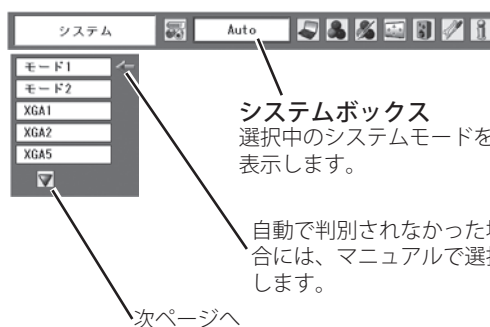 システム
Auto
モード1
モード2
XGA1
XGA2
XGA5
システムボックス
選択中のシステムモードを
表示します。
自動で判別されなかった場
合には、マニュアルで選択
します。
次ページへ